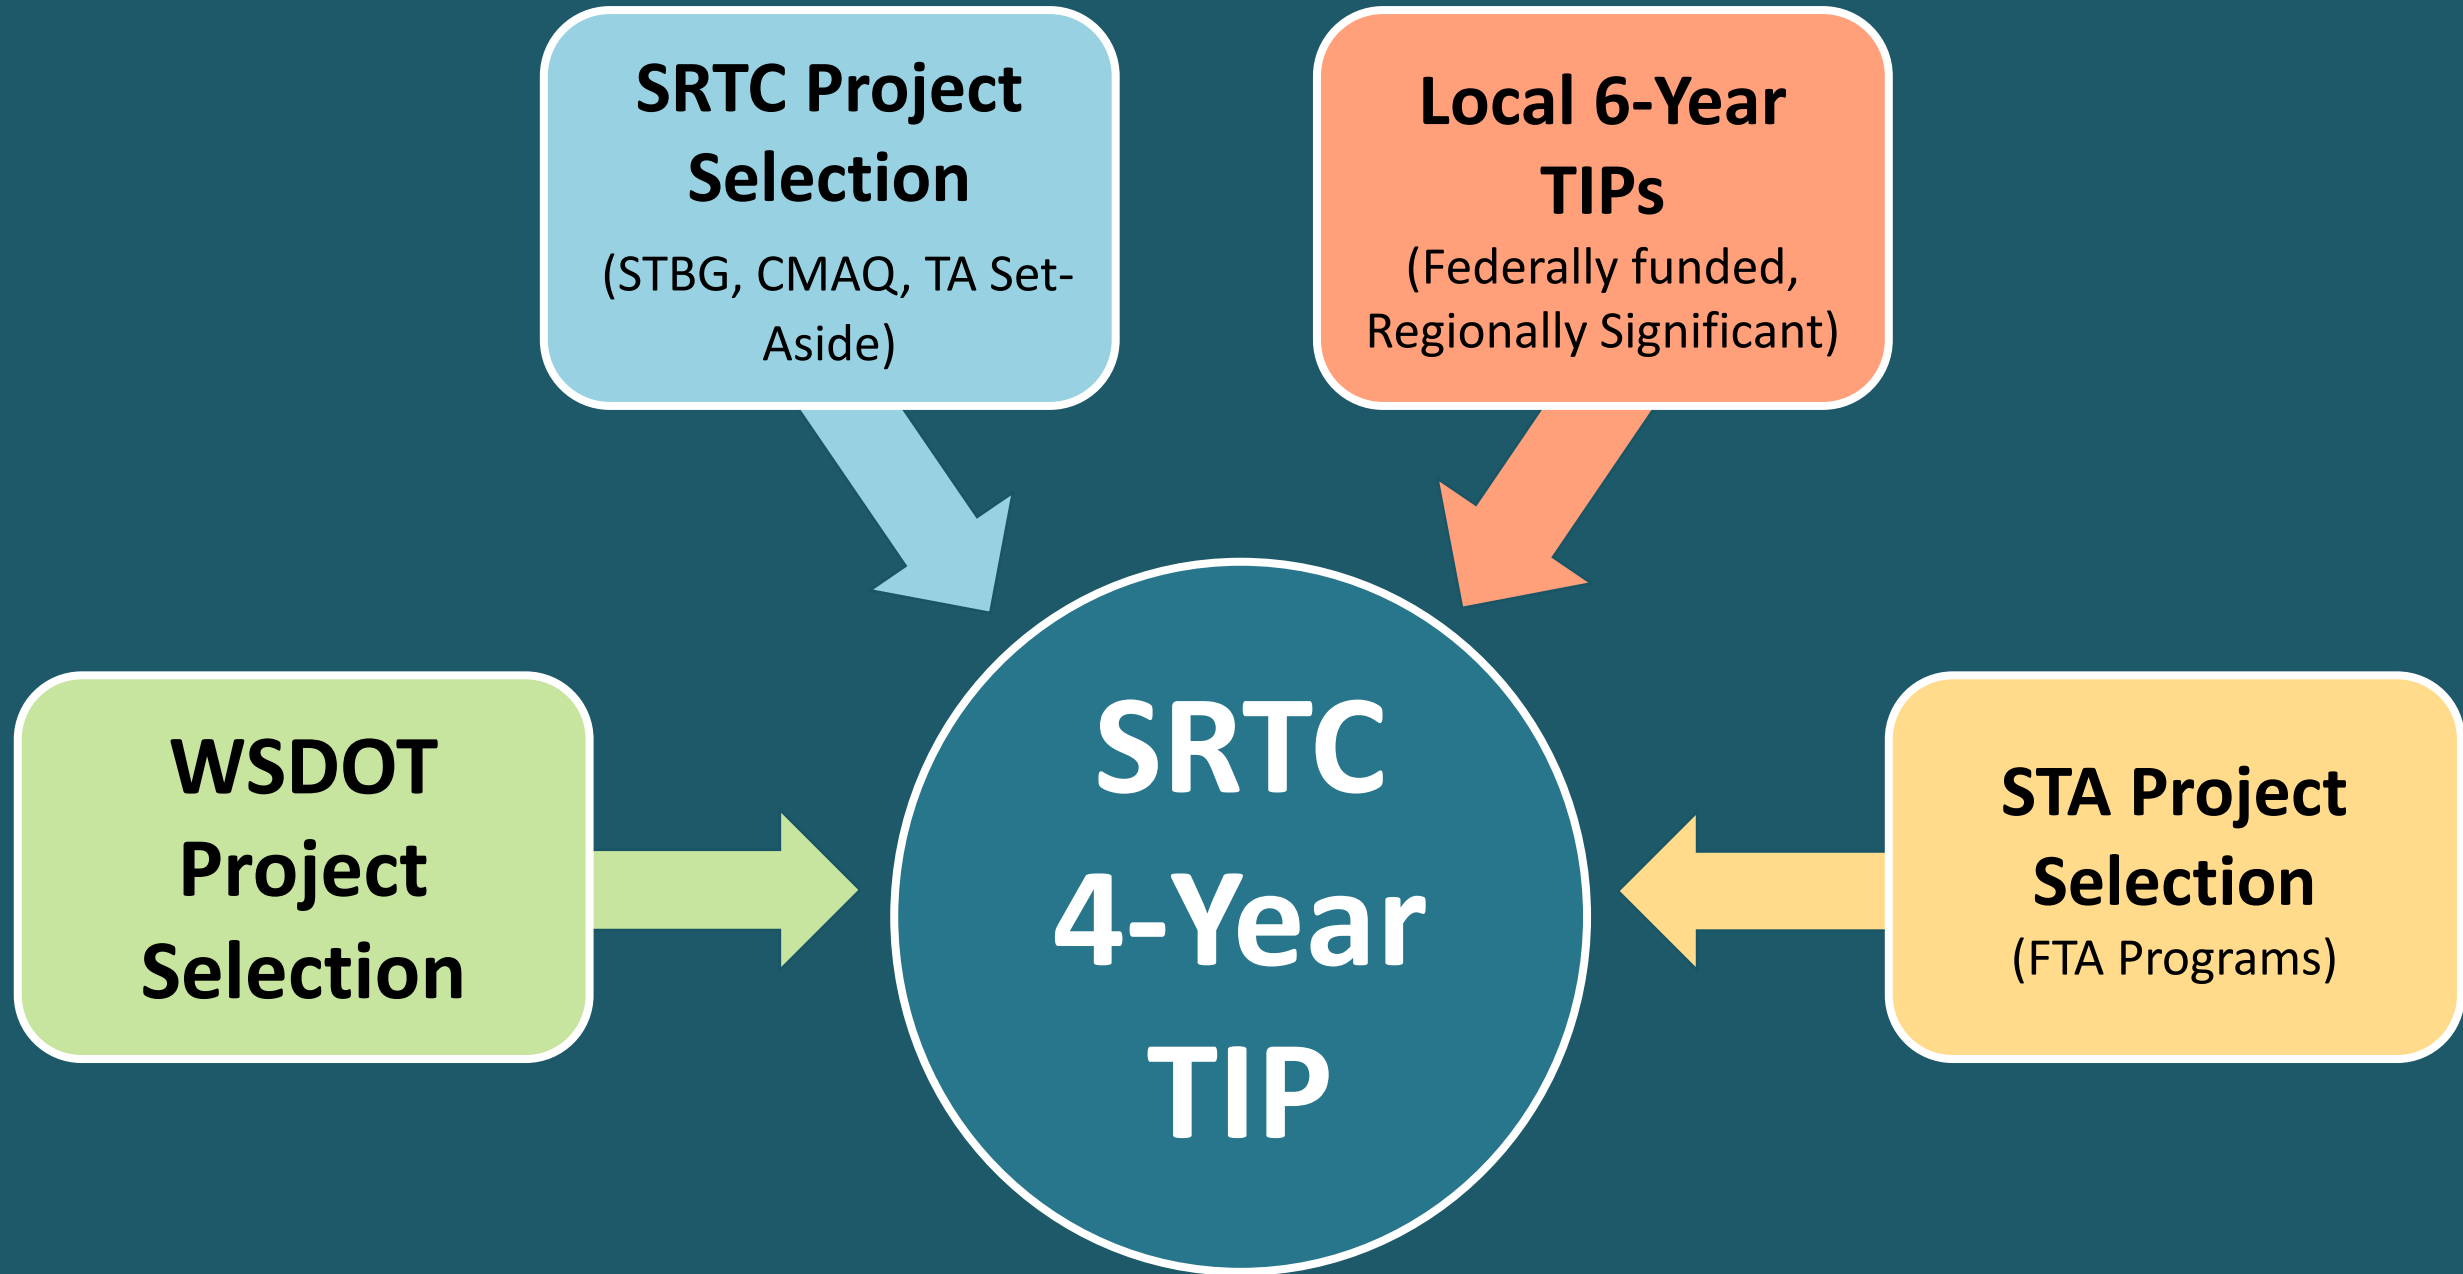 SRTC Project
Selection
(STBG, CMAQ, TA Set-
Aside)
Local 6-Year
TIPs
(Federally funded,
Regionally Significant)
WSDOT
Project
Selection
SRTC
4-Year
TIP
STA Project
Selection
(FTA Programs)